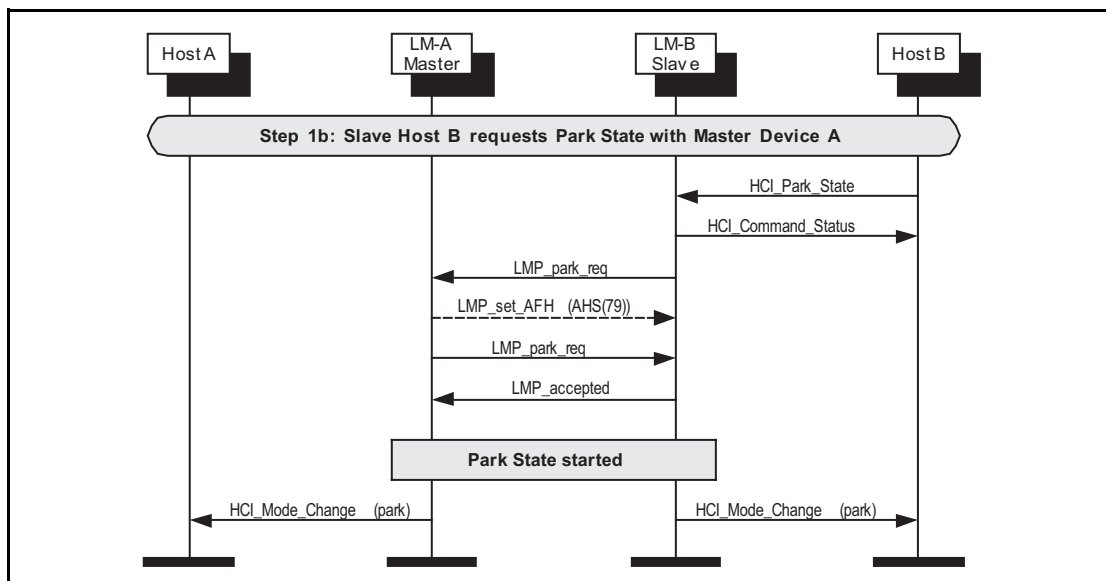 Host A
LM-A
Master
LM-B
Slave
Host B
Step 1b: Slave Host B requests Park State with Master Device A
HCI_Park_State
HCI_Command_Status
LMP_park_req
LMP_set_AFH (AHS(79))
LMP_park_req
LMP_accepted
Park State started
HCI_Mode_Change (park)
HCI_Mode_Change (park)